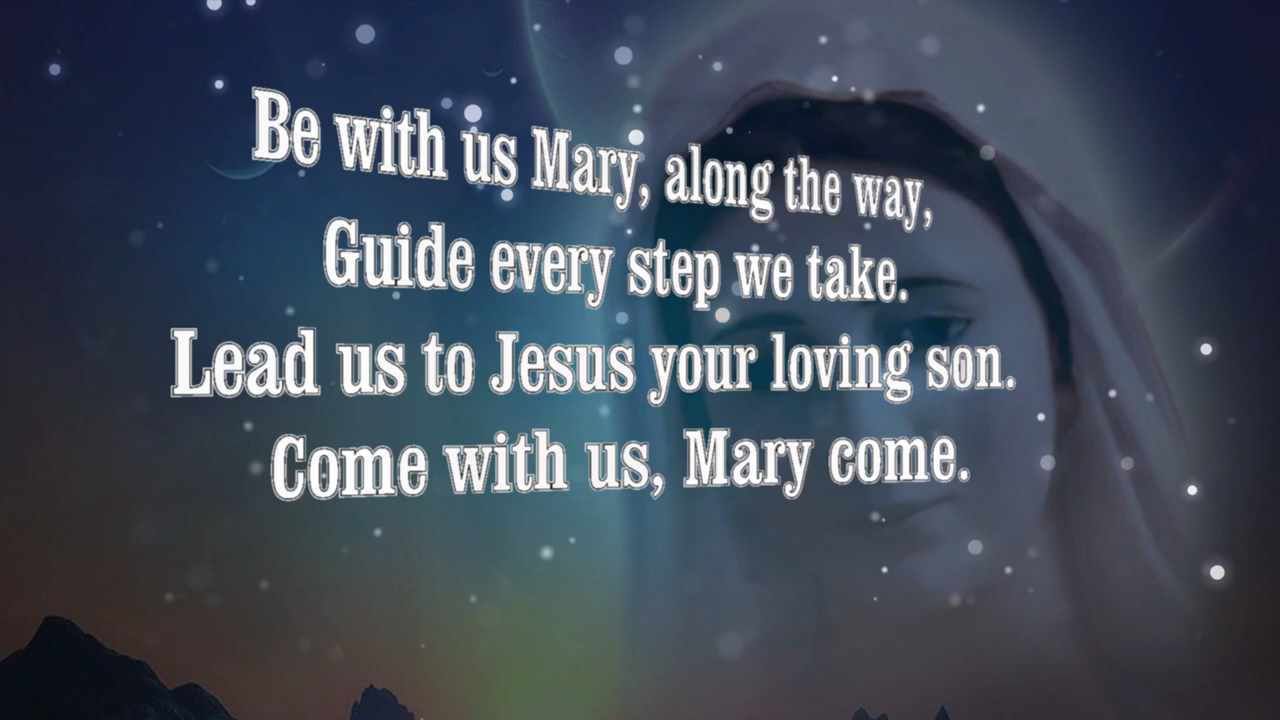 Be with us Mary, along the way,
Guide every step we take.
Lead us to Jesus your loving son.
Come with us, Mary come.